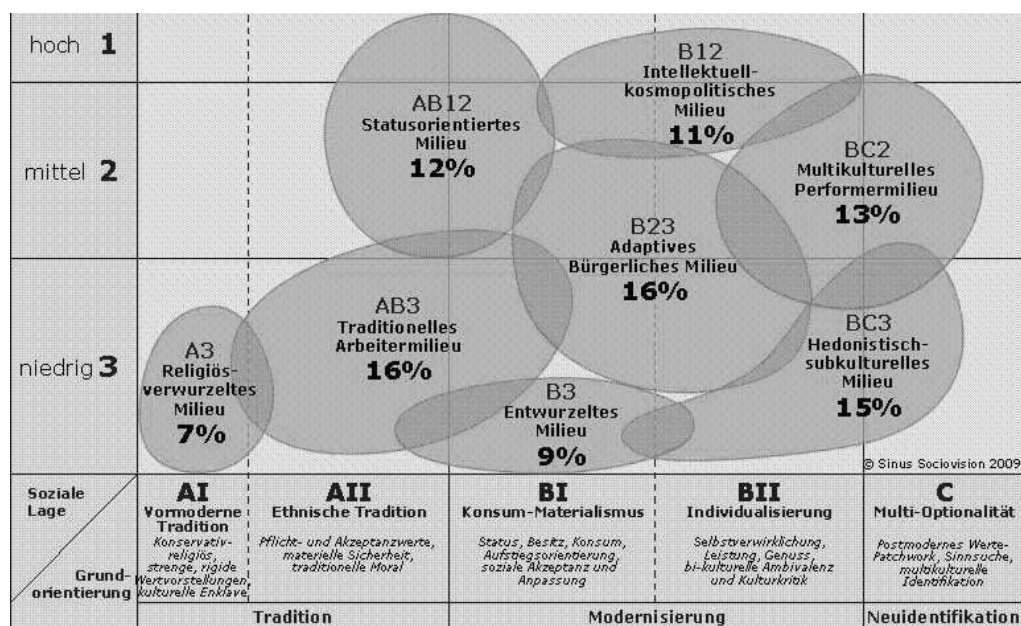 hoch 1
mittel 2
niedrig 3
B12
Intellektuell-
kosmopolitisches
Milieu
11%
AB12
Statusorientiertes
Milieu
12%
BC2
Multikulturelles
Performermilieu
13%
B23
Adaptives
Bürgerliches Milieu
16%
AB3
Traditionelles
Arbeitermilieu
16%
A3
Religiös-
verwurzeltes
Milieu
7%
BC3
Hedonistisch-
subkulturelles
Milieu
15%
B3
Entwurzeltes
Milieu
9%
© Sinus Sociovision 2009
Soziale
Lage
Grund-
orientierung
AI
Vormoderne
Tradition
Konservativ-
religiös,
strenge, rigide
Wertvorstellungen,
kulturelle Enklave
AII
Ethnische Tradition
Pflicht- und Akzeptanzwerte,
materielle Sicherheit,
traditionelle Moral
BI
Konsum-Materialismus
Status, Besitz, Konsum,
Aufstiegsorientierung,
soziale Akzeptanz und
Anpassung
BII
Individualisierung
Selbstverwirklichung,
Leistung, Genuss,
bi-kulturelle Ambivalenz
und Kulturkritik
C
Multi-Optionalität
Postmodernes Werte-
Patchwork, Sinnsuche,
multikulturelle
Identifikation
Tradition
Modernisierung
Neuidentifikation